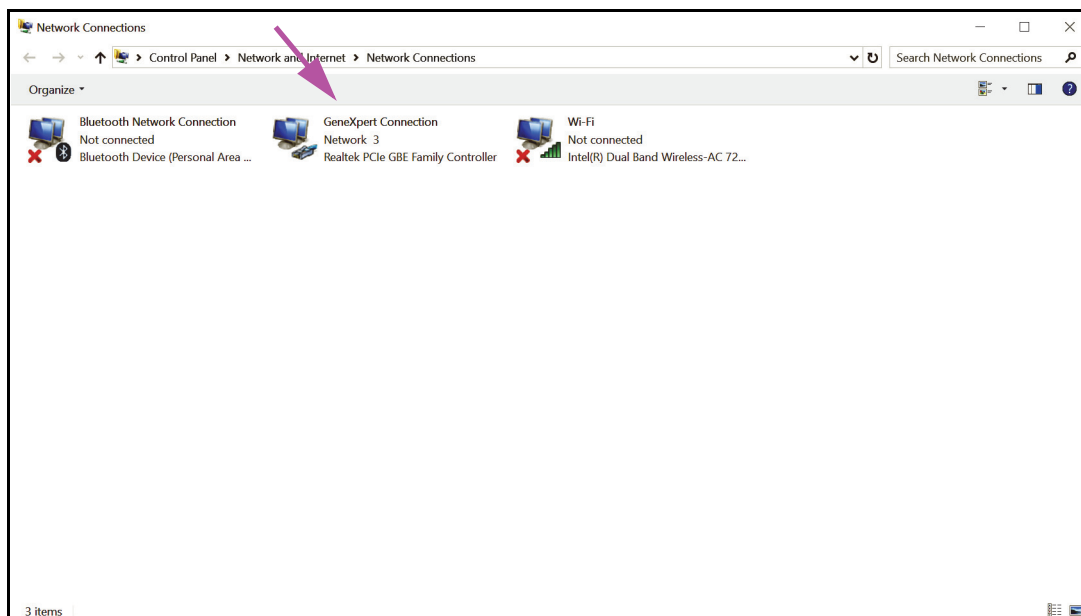 Network Connections
Control Panel > Network and Internet > Network Connections
Search Network Connections
Organize
Bluetooth Network Connection
Not connected
Bluetooth Device (Personal Area ...
GeneXpert Connection
Network 3
Realtek PCIe GBE Family Controller
Wi-Fi
Not connected
Intel(R) Dual Band Wireless-AC 72...
3 items